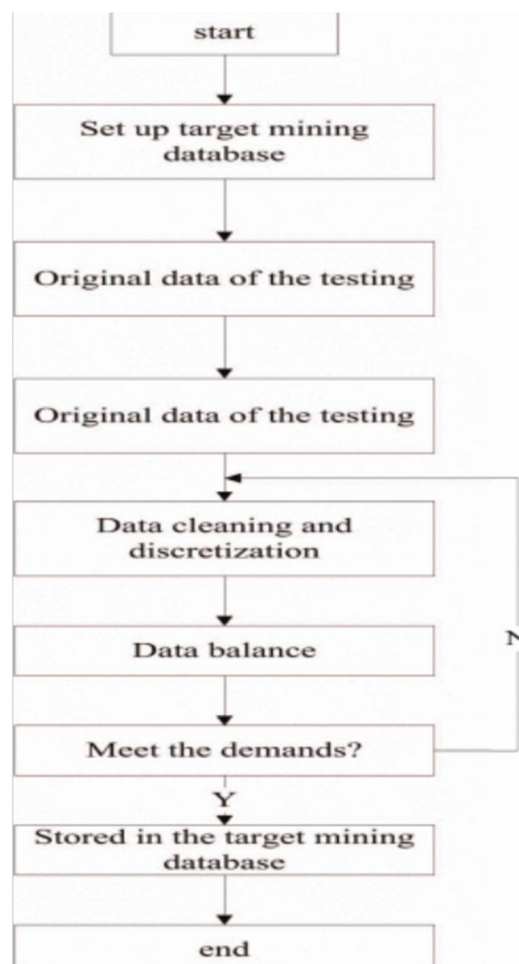 start
Set up target mining
database
Original data of the testing
Original data of the testing
Data cleaning and
discretization
Data balance
N
Meet the demands?
Y
Stored in the target mining
database
end